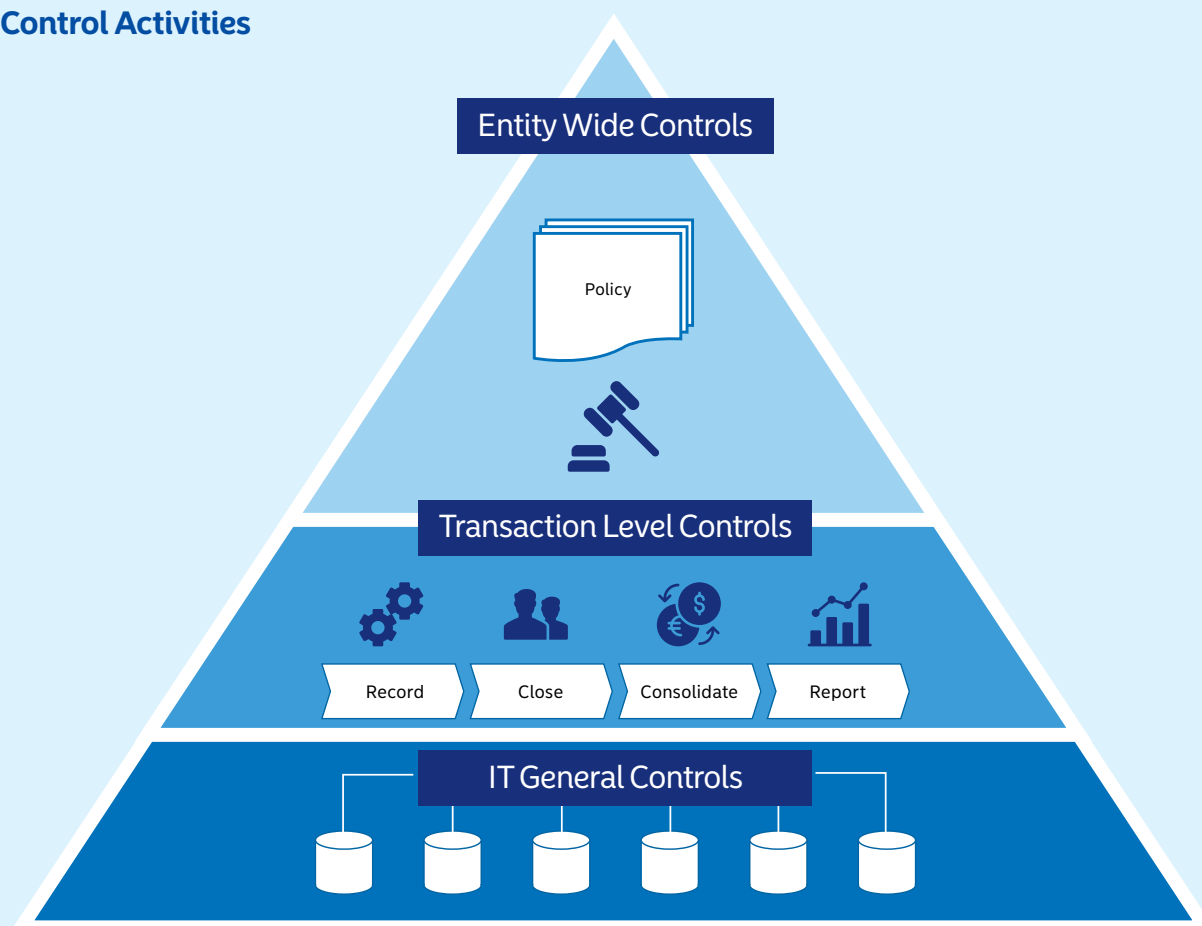 Control Activities
Entity Wide Controls
Policy
Transaction Level Controls
$
€
Record
Close
Consolidate
Report
IT General Controls